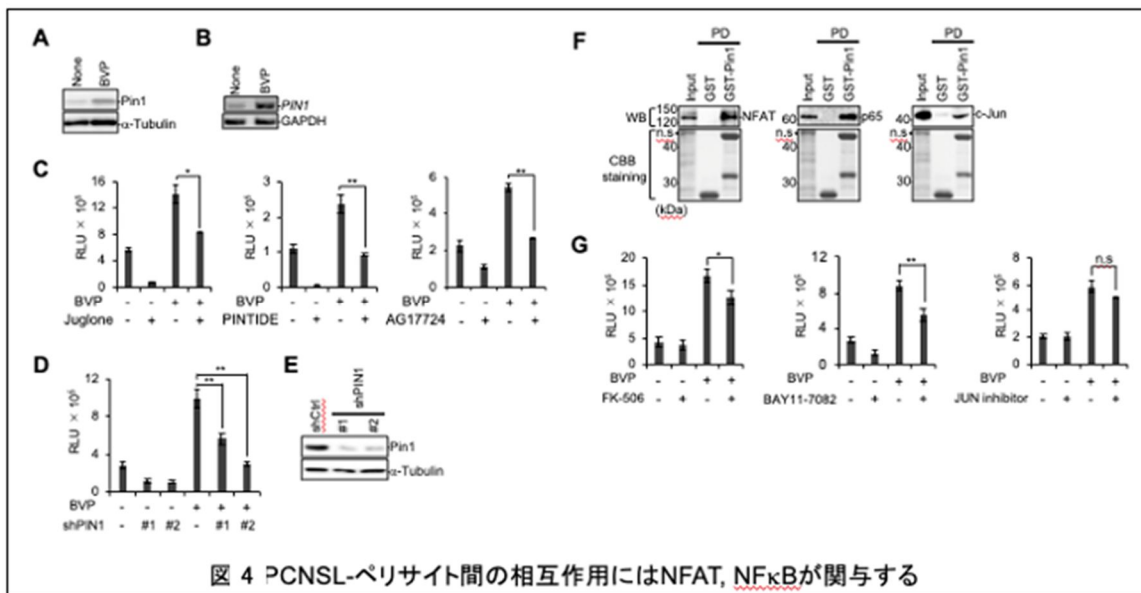 A
None
BVP
Pin1
α-Tubulin
B
None
BVP
PIN1
GAPDH
C
RLU × 10⁵
16
12
8
4
0
BVP - - + +
Juglone - + - +
*
RLU × 10⁵
3
2
1
0
BVP - - + +
PINTIDE - + - +
**
RLU × 10⁵
6
4
2
0
BVP - - + +
AG17724 - + - +
**
D
RLU × 10⁵
12
8
4
0
**
**
BVP - - - + + +
shPIN1 - #1 #2 - #1 #2
E
shPIN1
shCtrl
#1
#2
Pin1
α-Tubulin
F
PD
Input
GST
GST-Pin1
WB
150
120
NFAT
n.s
40
30
CBB
staining
(kDa)
PD
Input
GST
GST-Pin1
60
p65
n.s
40
30
PD
Input
GST
GST-Pin1
40
c-Jun
n.s
40
30
G
RLU × 10⁵
20
15
10
5
0
*
BVP - - + +
FK-506 - + - +
RLU × 10⁵
12
8
4
0
**
BVP - - + +
BAY11-7082 - + - +
RLU × 10⁵
8
6
4
2
0
n.s
BVP - - + +
JUN inhibitor - + - +
図 4 PCNSL-ペリサイト間の相互作用にはNFAT, NFκBが関与する